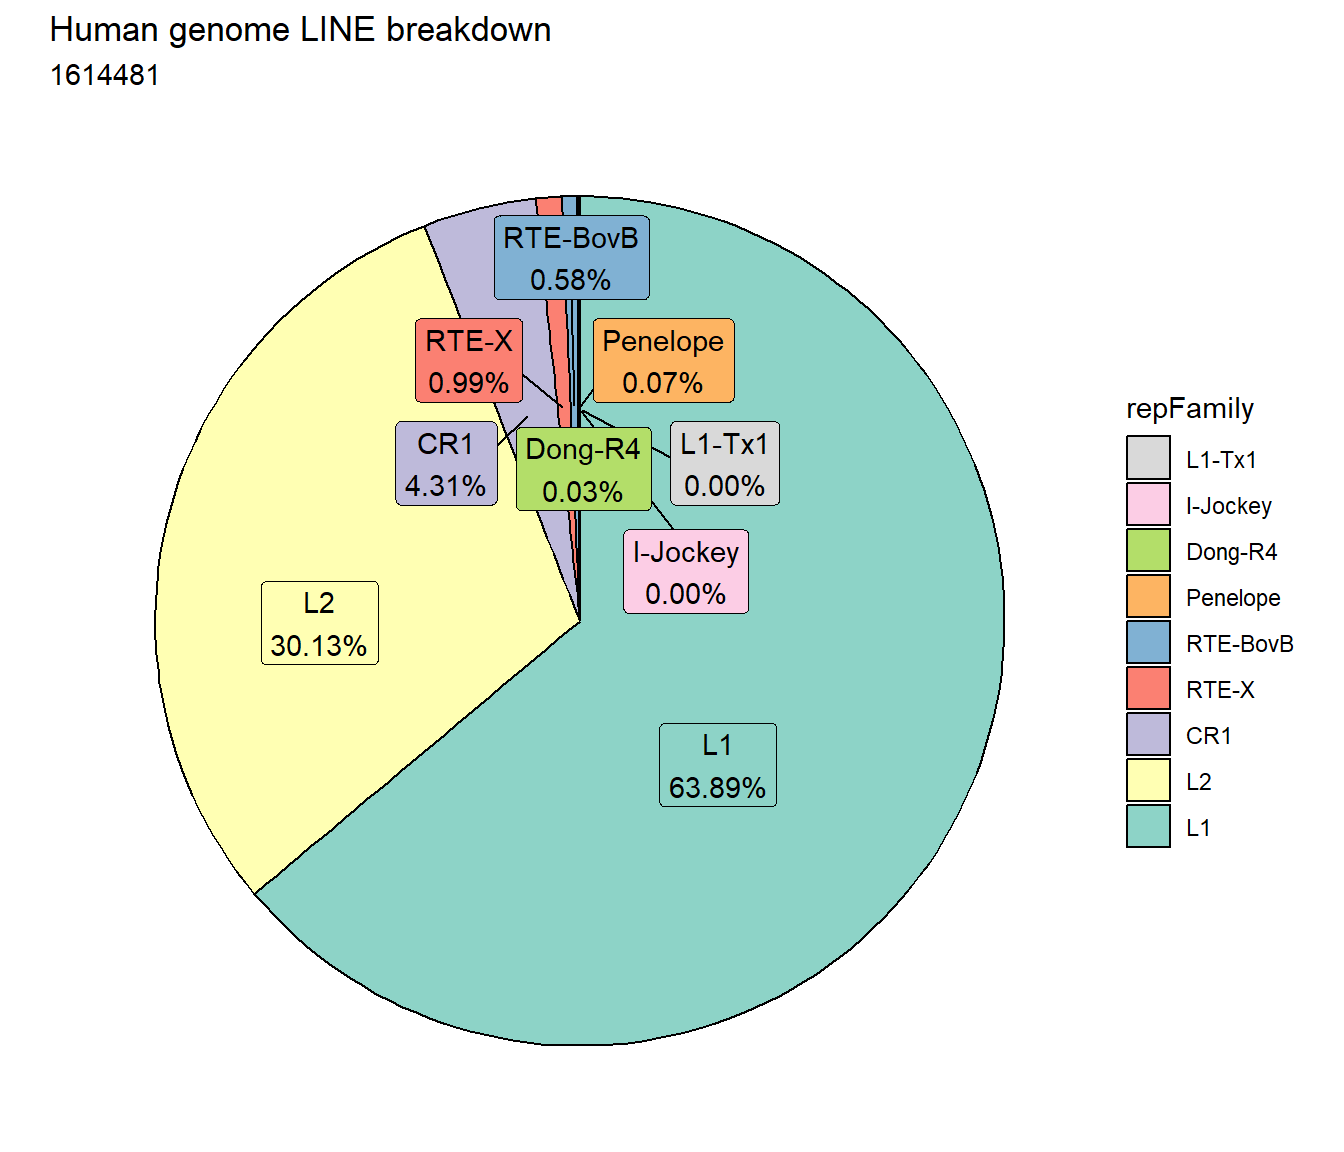 Human genome LINE breakdown
1614481
RTE-BovB
0.58%
RTE-X
0.99%
Penelope
0.07%
CR1
4.31%
Dong-R4
0.03%
L1-Tx1
0.00%
I-Jockey
0.00%
L2
30.13%
L1
63.89%
repFamily
L1-Tx1
I-Jockey
Dong-R4
Penelope
RTE-BovB
RTE-X
CR1
L2
L1